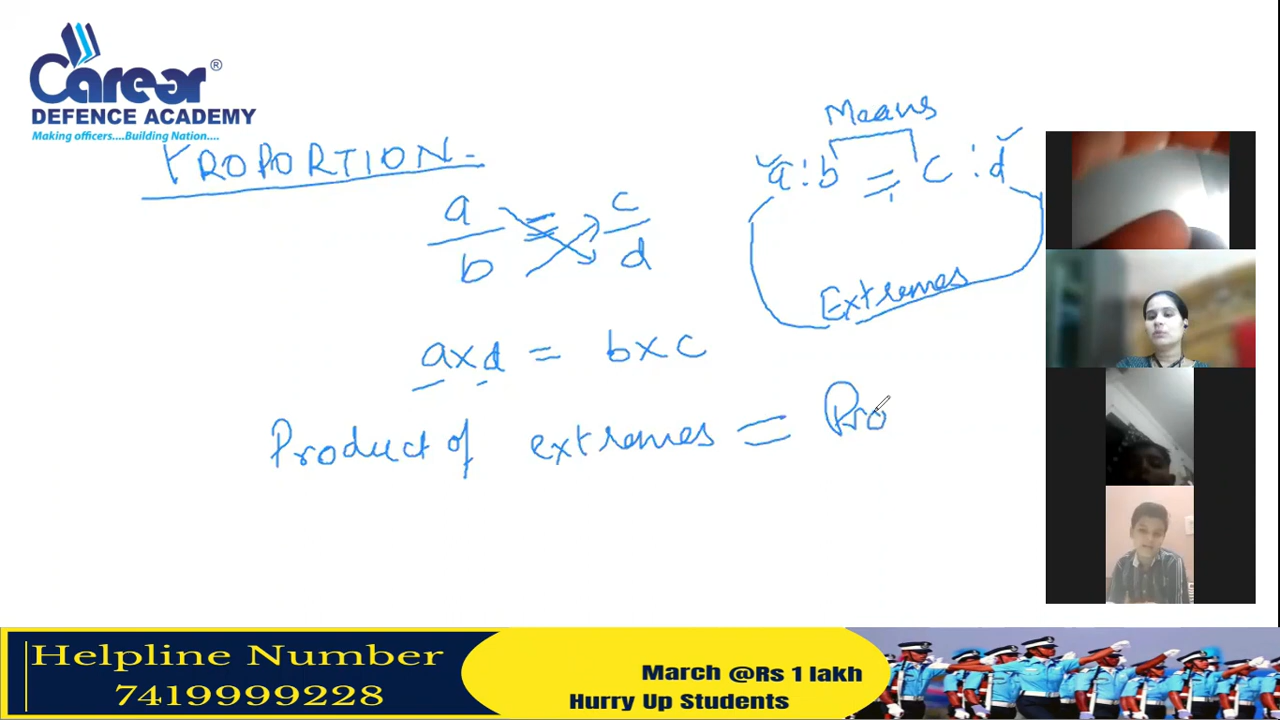 Carear®
DEFENCE ACADEMY
Making officers....Building Nation....
PROPORTION-
a/b = c/d
Means
a:b = c:d
Extremes
a×d = b×c
Product of extremes = Pro
Helpline Number
7419999228
March @Rs 1 lakh
Hurry Up Students